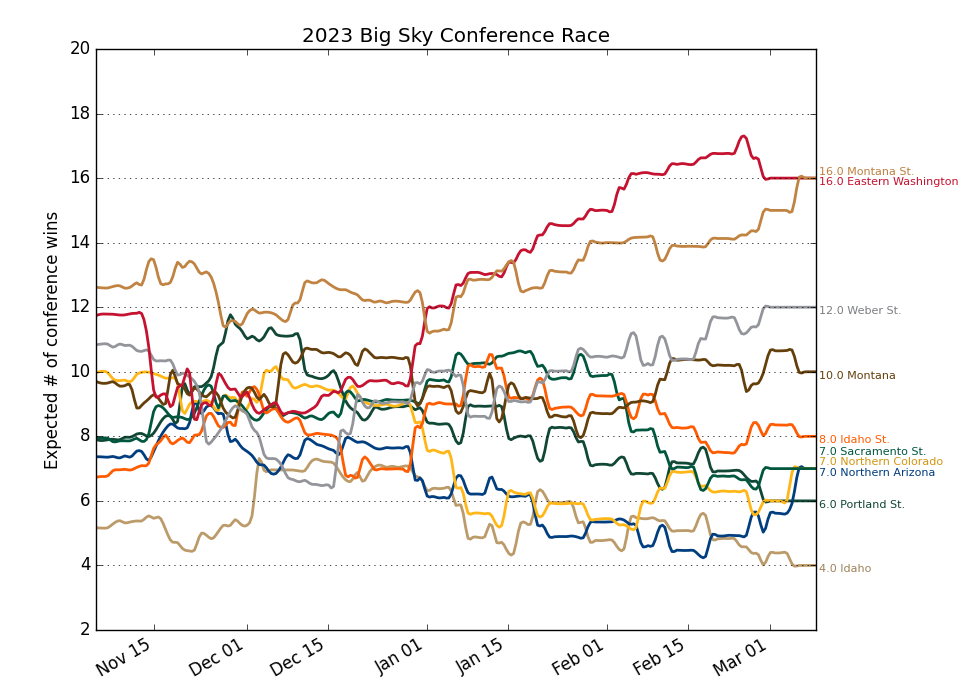 2023 Big Sky Conference Race
Expected # of conference wins
20
18
16
14
12
10
8
6
4
2
Nov 15
Dec 01
Dec 15
Jan 01
Jan 15
Feb 01
Feb 15
Mar 01
16.0 Montana St.
16.0 Eastern Washington
12.0 Weber St.
10.0 Montana
8.0 Idaho St.
7.0 Sacramento St.
7.0 Northern Colorado
7.0 Northern Arizona
6.0 Portland St.
4.0 Idaho